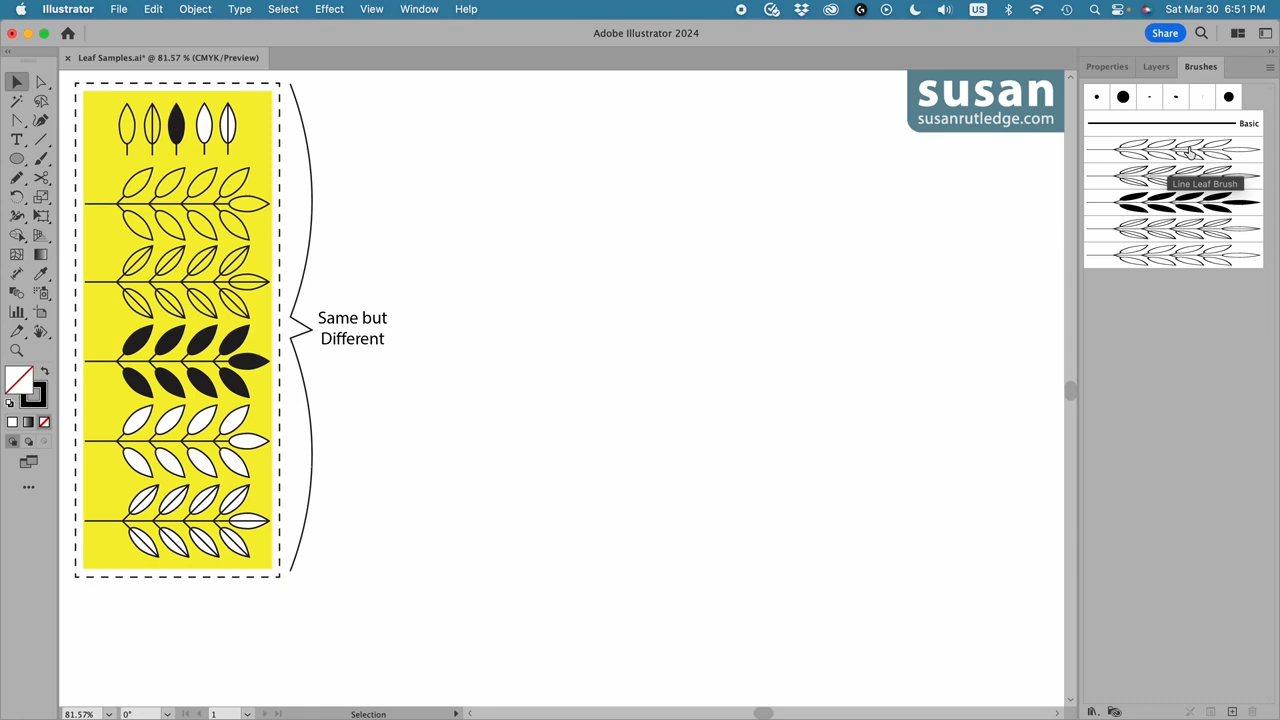 Illustrator File Edit Object Type Select Effect View Window Help
US
Sat Mar 30 6:51 PM
Adobe Illustrator 2024
Share
Leaf Samples.ai* @ 81.57 % (CMYK/Preview)
Properties Layers Brushes
susan
susanrutledge.com
Basic
Line Leaf Brush
Same but
Different
81.57% 0° 1 Selection